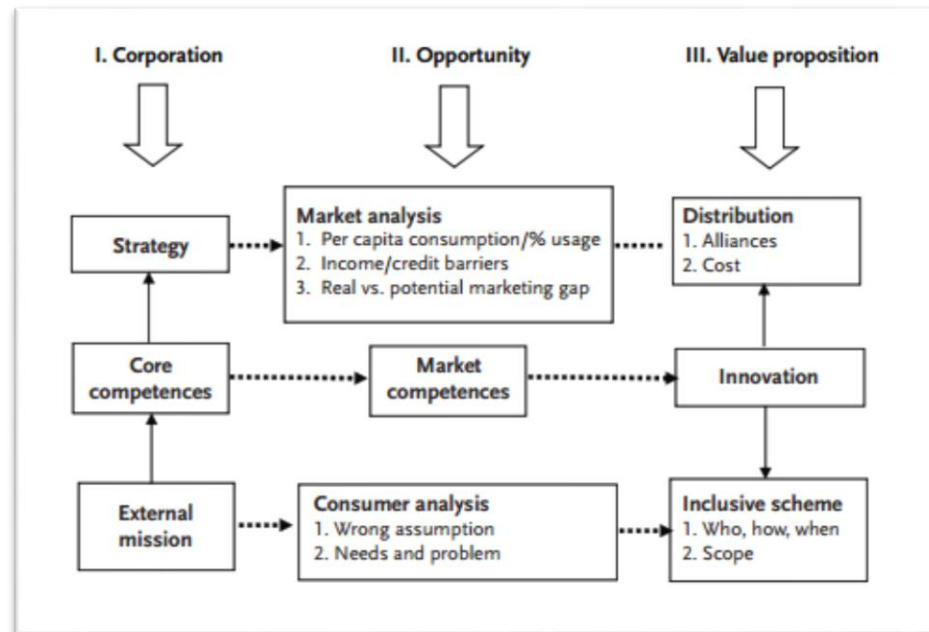 I. Corporation
II. Opportunity
III. Value proposition
Strategy
Market analysis
1. Per capita consumption/% usage
2. Income/credit barriers
3. Real vs. potential marketing gap
Distribution
1. Alliances
2. Cost
Core
competences
Market
competences
Innovation
External
mission
Consumer analysis
1. Wrong assumption
2. Needs and problem
Inclusive scheme
1. Who, how, when
2. Scope